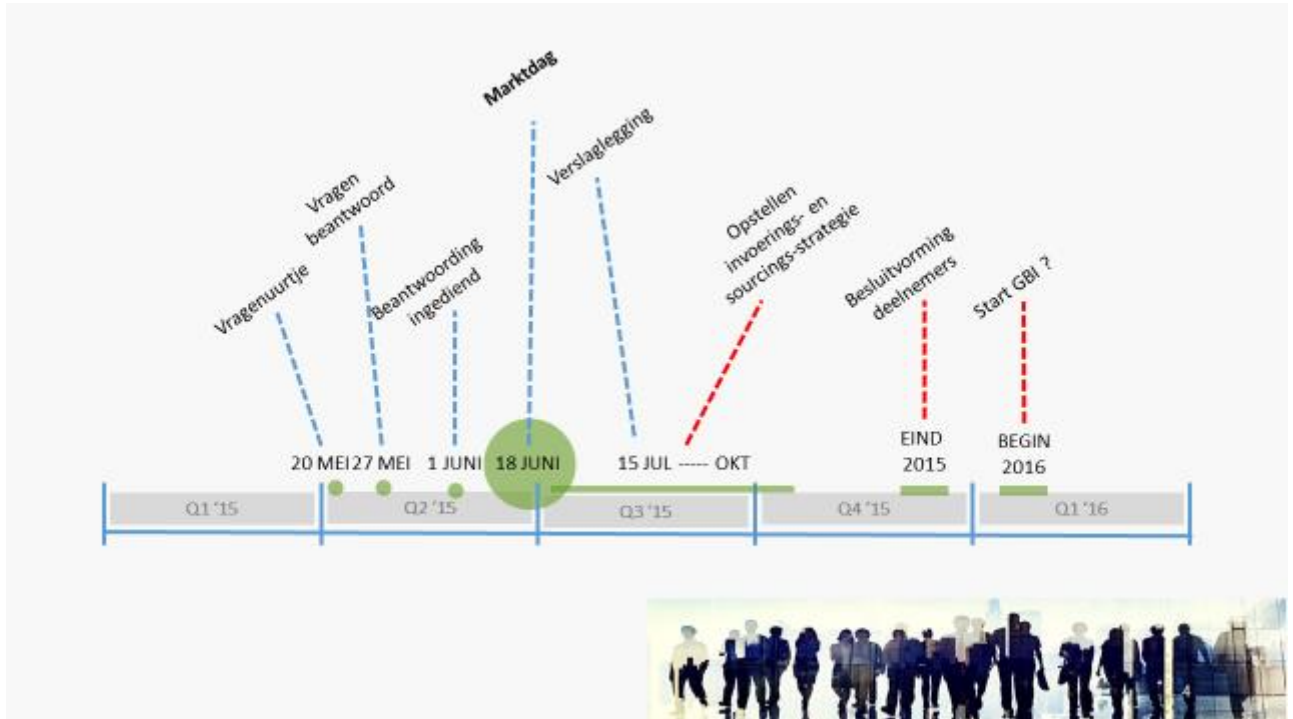 Marktdag
Verslaglegging
Vragen
beantwoord
Vragenuurtje
Beantwoording
ingediend
Opstellen
invoerings- en
sourcings-strategie
Besluitvorming
deelnemers
Start GBI ?
20 MEI 27 MEI 1 JUNI 18 JUNI 15 JUL ----- OKT
EIND
2015
BEGIN
2016
Q1 '15 Q2 '15 Q3 '15 Q4 '15 Q1 '16
4